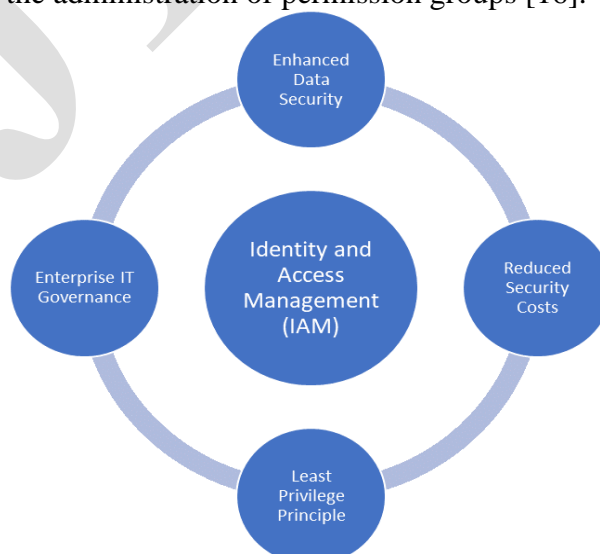 the administration of permission groups [16].
Enhanced
Data
Security
Identity and
Access
Management
(IAM)
Enterprise IT
Governance
Reduced
Security
Costs
Least
Privilege
Principle